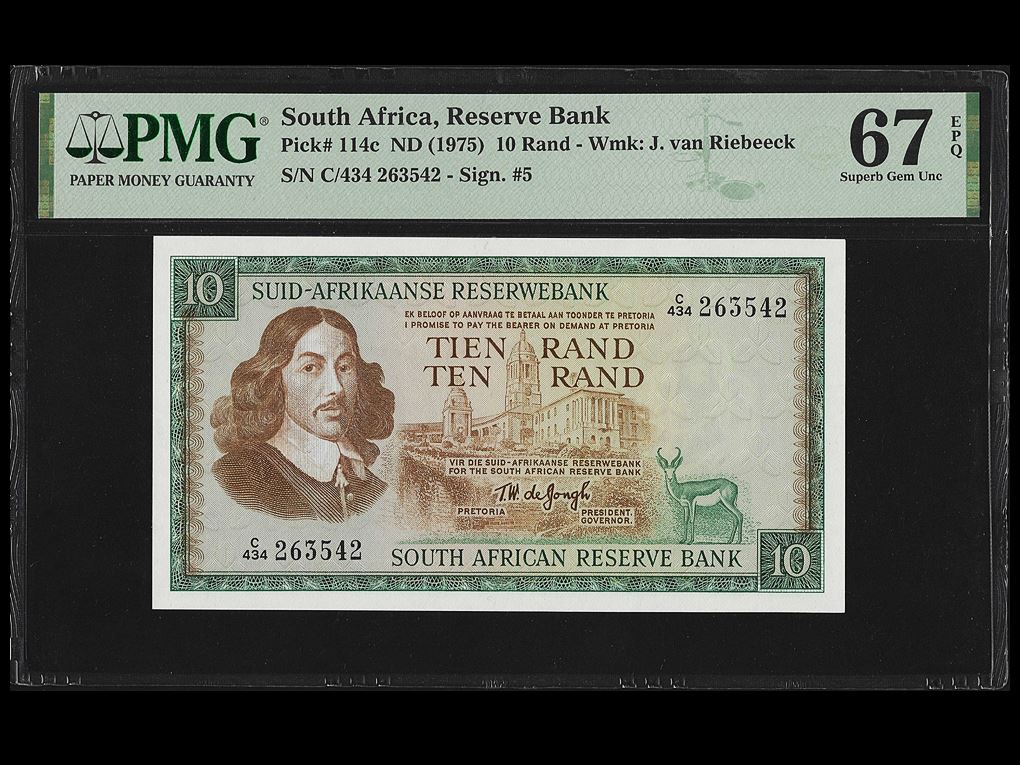 PMG®
PAPER MONEY GUARANTY
South Africa, Reserve Bank
Pick# 114c ND (1975) 10 Rand - Wmk: J. van Riebeeck
S/N C/434 263542 - Sign. #5
67
Superb Gem Unc
EPQ
10
SUID-AFRIKAANSE RESERWEBANK
C/434 263542
EK BELOOF OP AANVRAAG TE BETAAL AAN TOONDER TE PRETORIA
I PROMISE TO PAY THE BEARER ON DEMAND AT PRETORIA
TIEN RAND
TEN RAND
VIR DIE SUID-AFRIKAANSE RESERWEBANK
FOR THE SOUTH AFRICAN RESERVE BANK
T.W. de Jongh
PRETORIA
PRESIDENT.
GOVERNOR.
C/434 263542
SOUTH AFRICAN RESERVE BANK
10